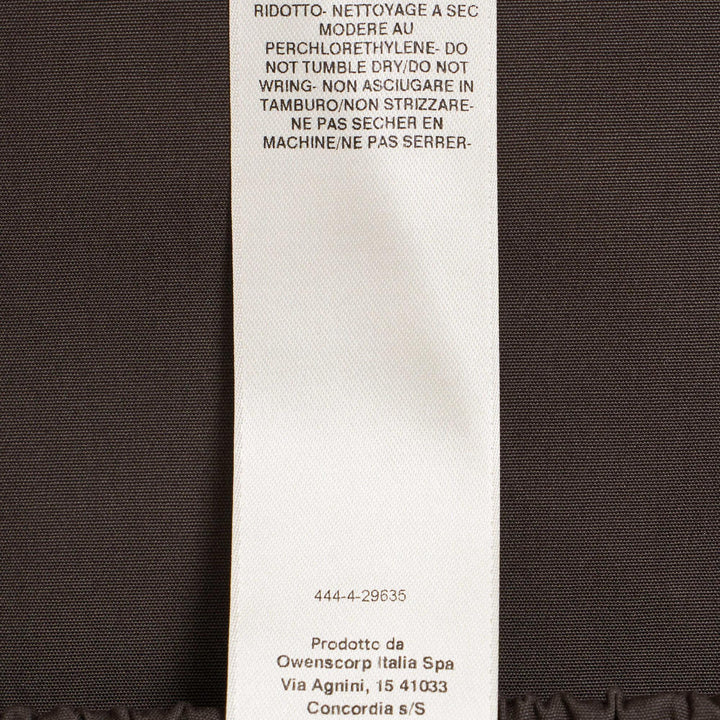 RIDOTTO- NETTOYAGE A SEC
MODERE AU
PERCHLORETHYLENE- DO
NOT TUMBLE DRY/DO NOT
WRING- NON ASCIUGARE IN
TAMBURO/NON STRIZZARE-
NE PAS SECHER EN
MACHINE/NE PAS SERRER-
444-4-29635
Prodotto da
Owenscorp Italia Spa
Via Agnini, 15 41033
Concordia s/S